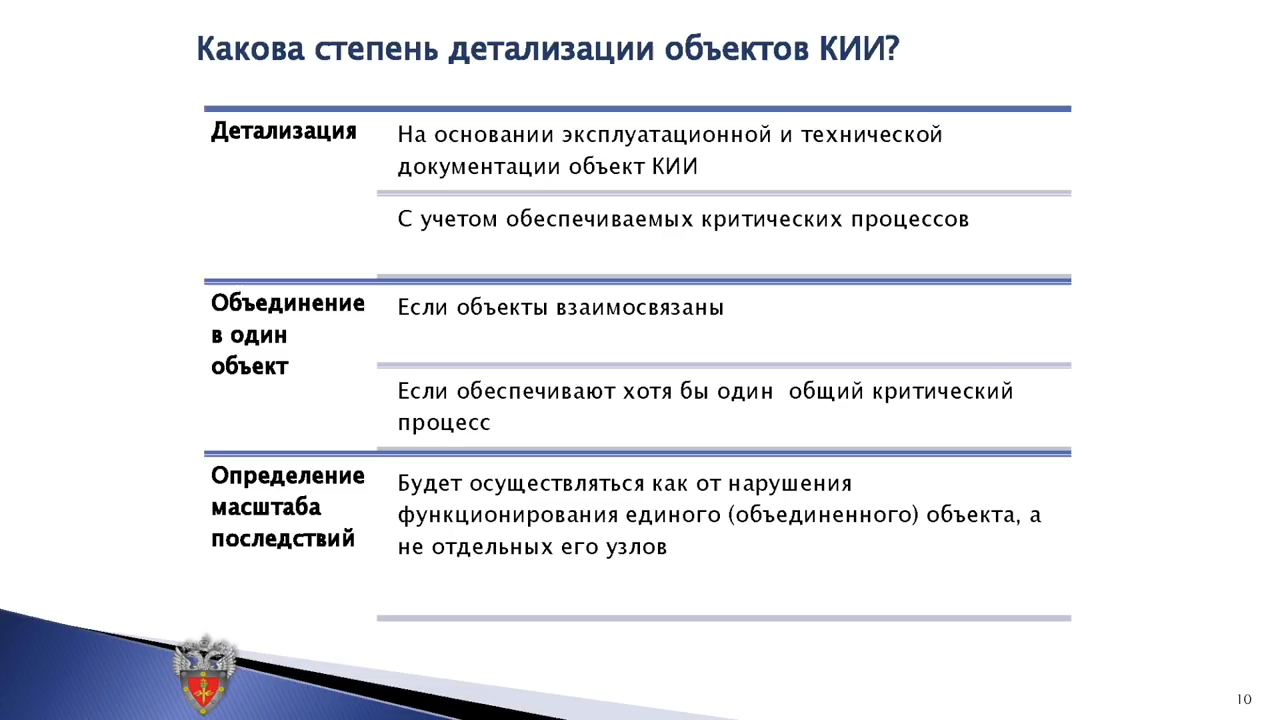 Какова степень детализации объектов КИИ?
Детализация
На основании эксплуатационной и технической
документации объект КИИ
С учетом обеспечиваемых критических процессов
Объединение
в один
объект
Если объекты взаимосвязаны
Если обеспечивают хотя бы один общий критический
процесс
Определение
масштаба
последствий
Будет осуществляться как от нарушения
функционирования единого (объединенного) объекта, а
не отдельных его узлов
10